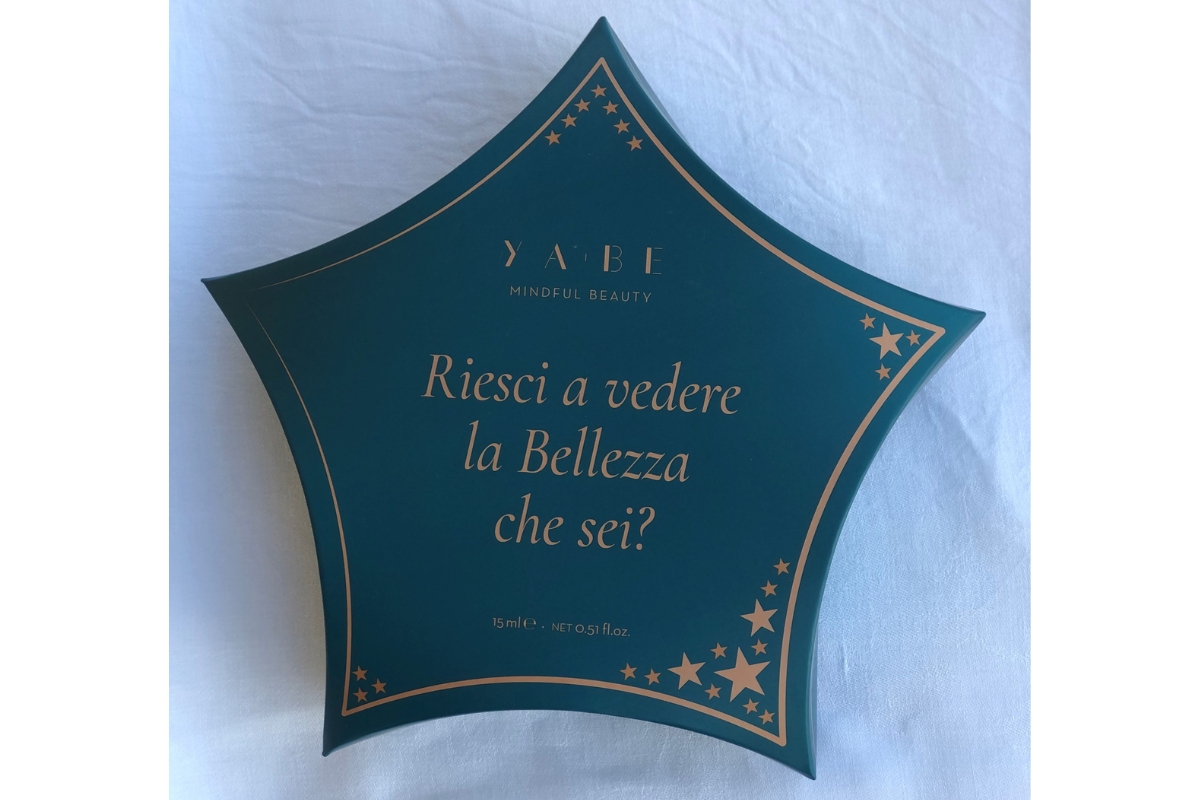 YA·BE
MINDFUL BEAUTY
Riesci a vedere
la Bellezza
che sei?
15 ml ℮ · NET 0.51 fl.oz.